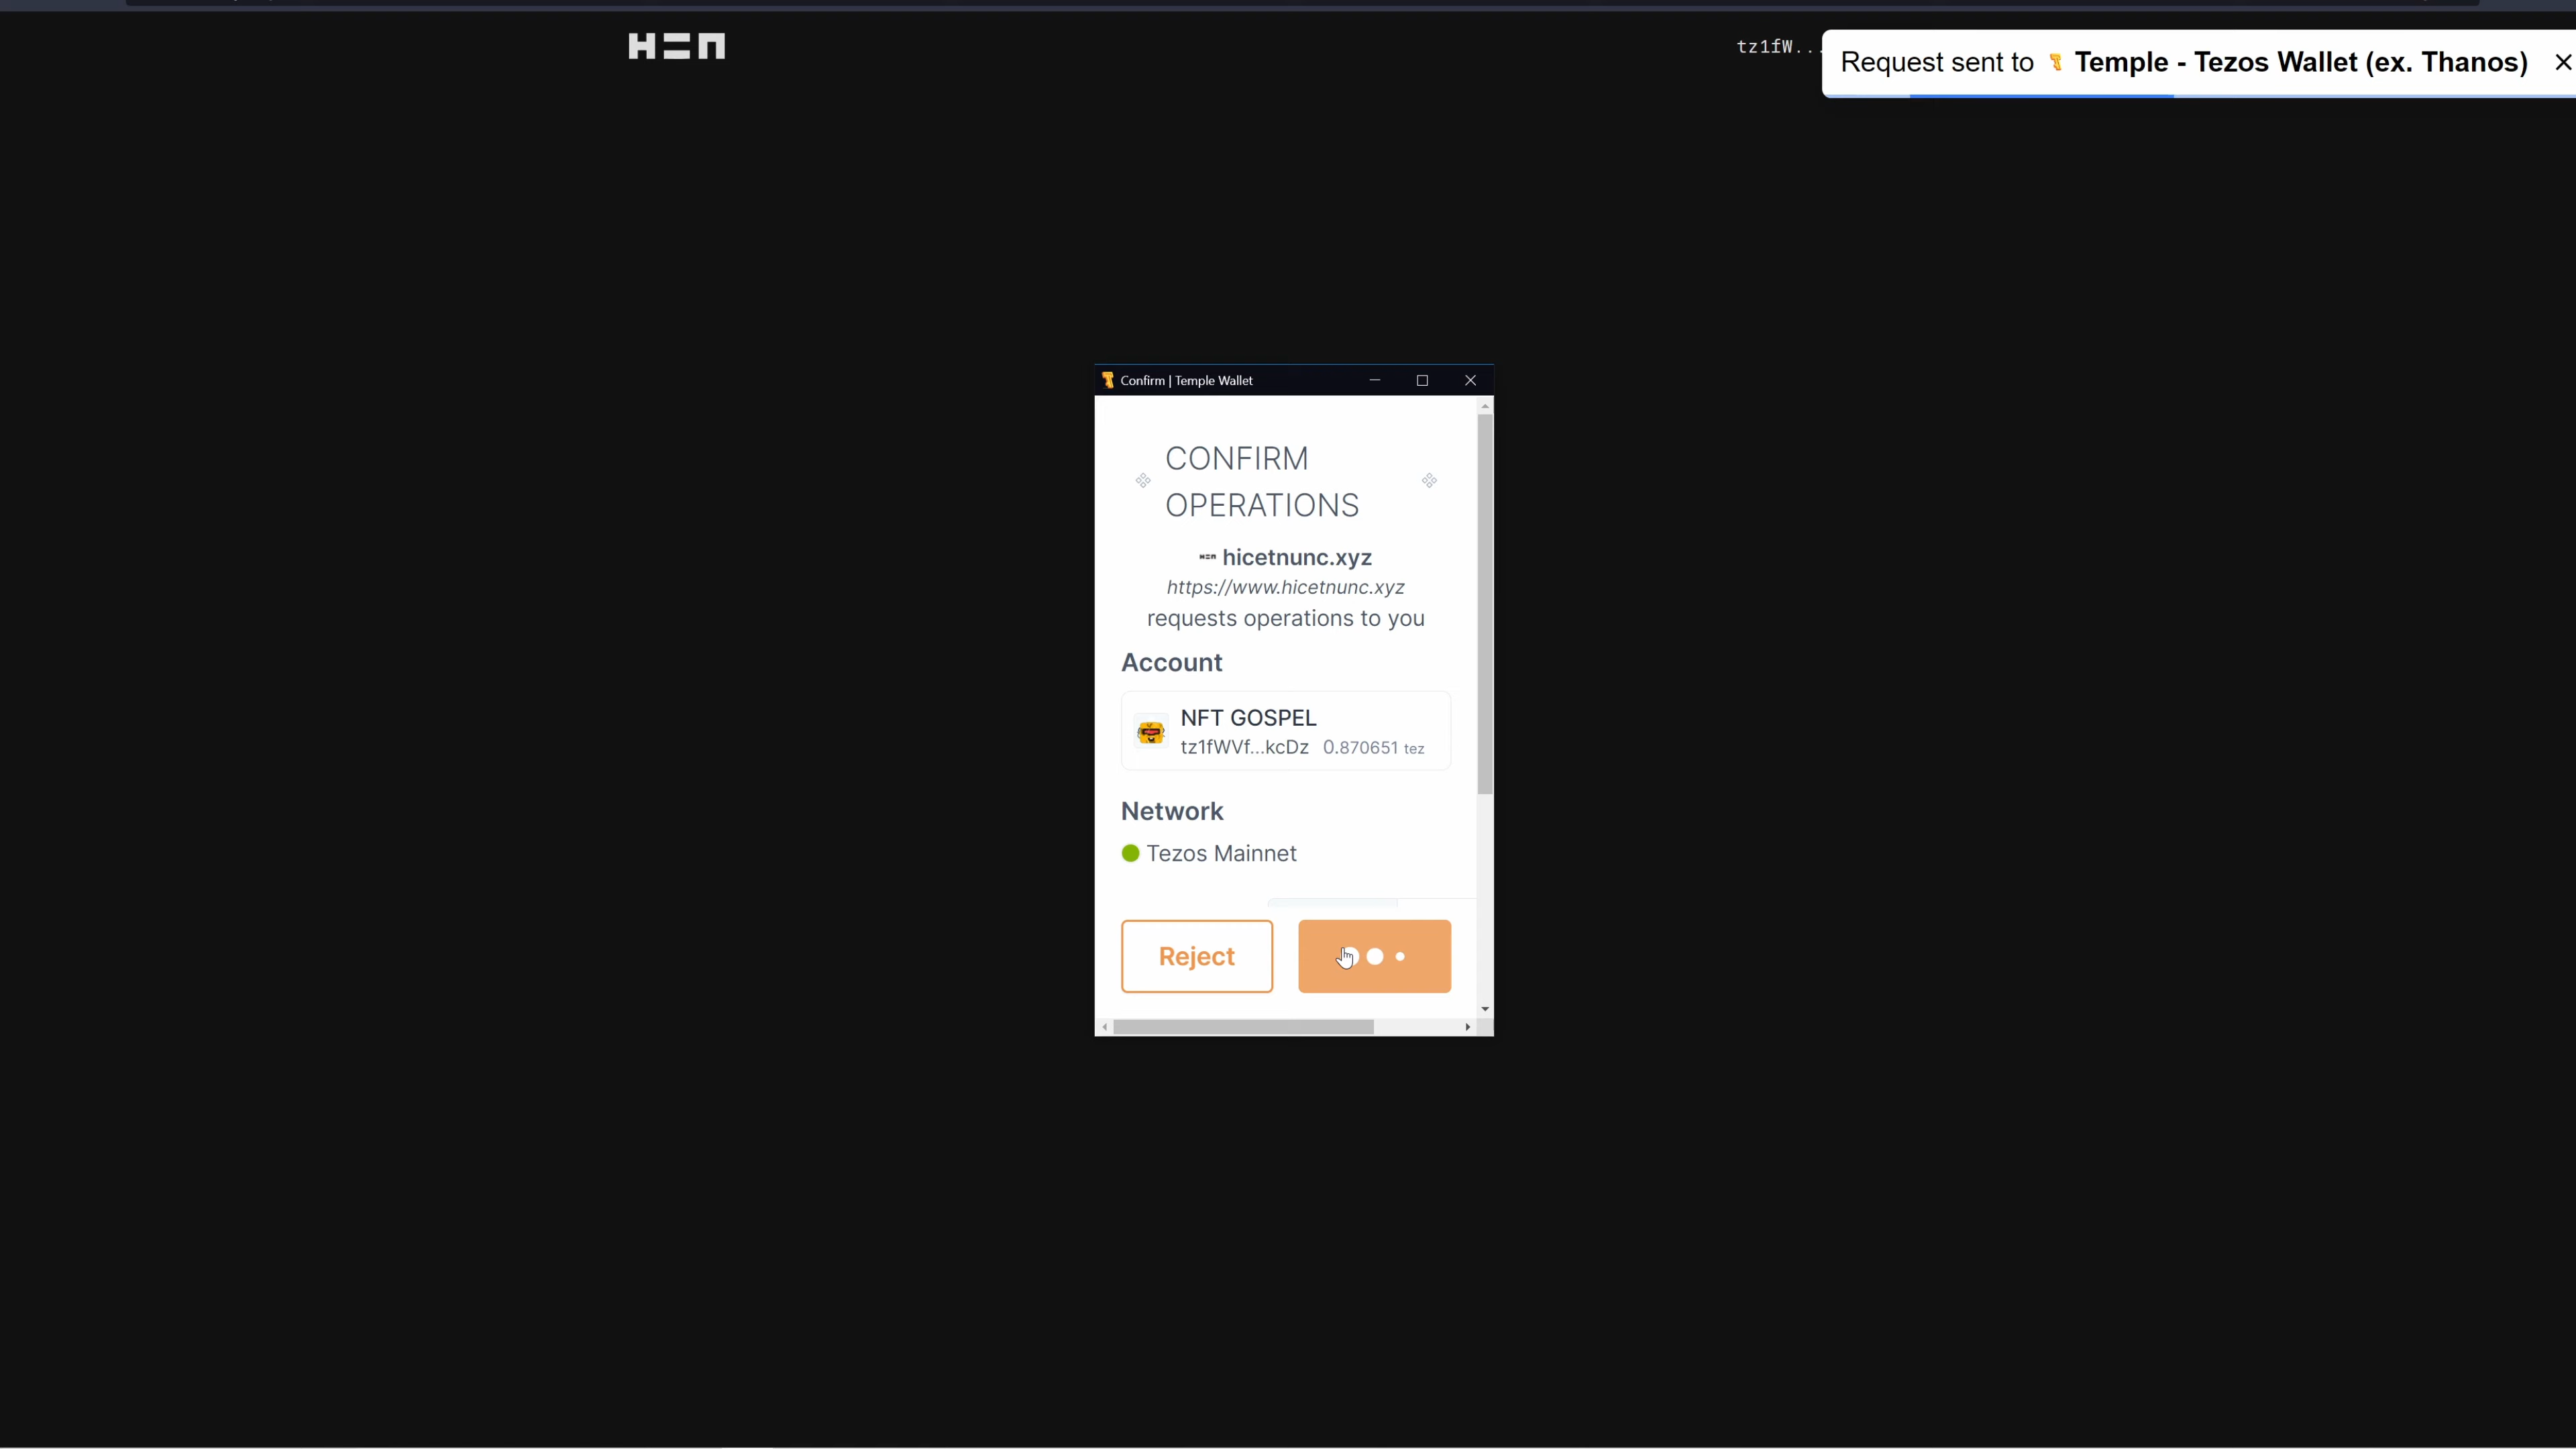 H=N
tz1fW...
Request sent to Temple - Tezos Wallet (ex. Thanos)
Confirm | Temple Wallet
CONFIRM
OPERATIONS
hicetnunc.xyz
https://www.hicetnunc.xyz
requests operations to you
Account
NFT GOSPEL
tz1fWVf...kcDz 0.870651 tez
Network
Tezos Mainnet
Reject